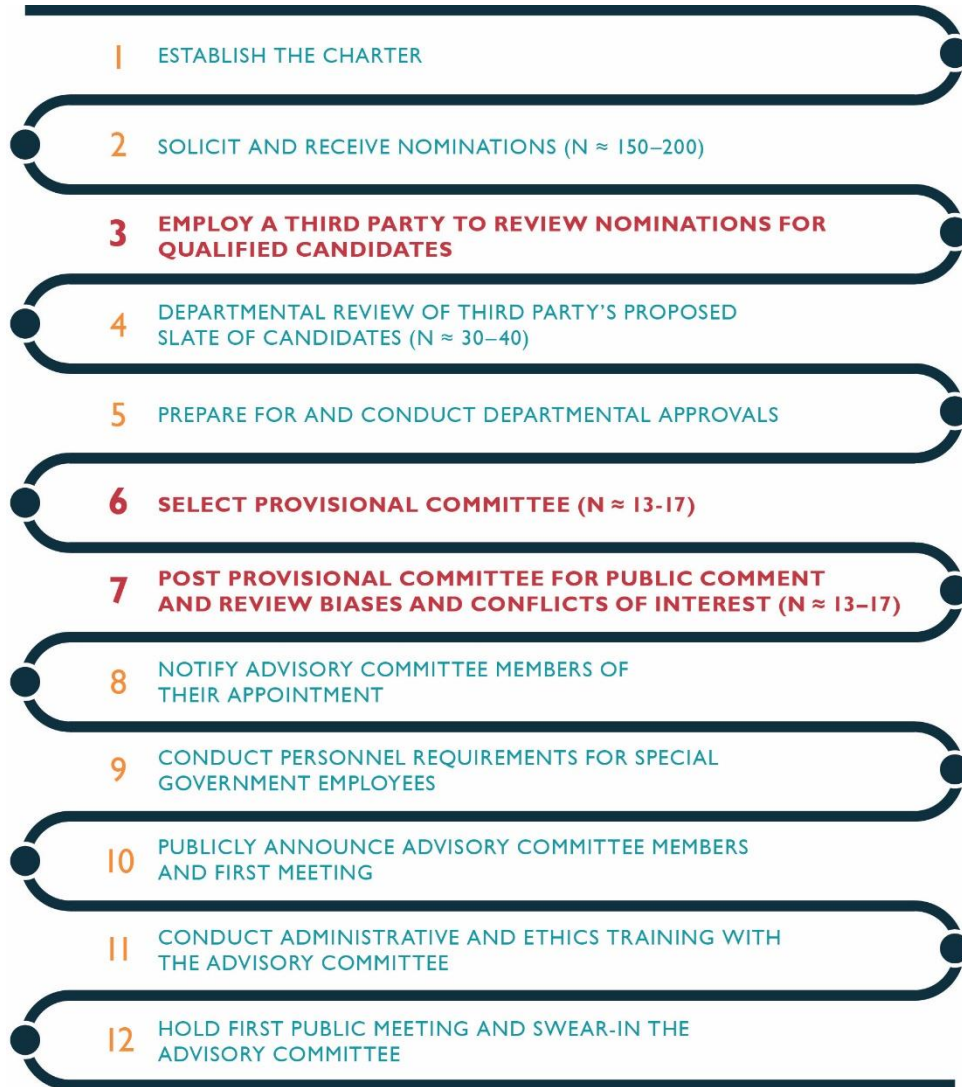 1 ESTABLISH THE CHARTER
2 SOLICIT AND RECEIVE NOMINATIONS (N ≈ 150–200)
3 EMPLOY A THIRD PARTY TO REVIEW NOMINATIONS FOR
QUALIFIED CANDIDATES
4 DEPARTMENTAL REVIEW OF THIRD PARTY'S PROPOSED
SLATE OF CANDIDATES (N ≈ 30–40)
5 PREPARE FOR AND CONDUCT DEPARTMENTAL APPROVALS
6 SELECT PROVISIONAL COMMITTEE (N ≈ 13-17)
7 POST PROVISIONAL COMMITTEE FOR PUBLIC COMMENT
AND REVIEW BIASES AND CONFLICTS OF INTEREST (N ≈ 13–17)
8 NOTIFY ADVISORY COMMITTEE MEMBERS OF
THEIR APPOINTMENT
9 CONDUCT PERSONNEL REQUIREMENTS FOR SPECIAL
GOVERNMENT EMPLOYEES
10 PUBLICLY ANNOUNCE ADVISORY COMMITTEE MEMBERS
AND FIRST MEETING
11 CONDUCT ADMINISTRATIVE AND ETHICS TRAINING WITH
THE ADVISORY COMMITTEE
12 HOLD FIRST PUBLIC MEETING AND SWEAR-IN THE
ADVISORY COMMITTEE